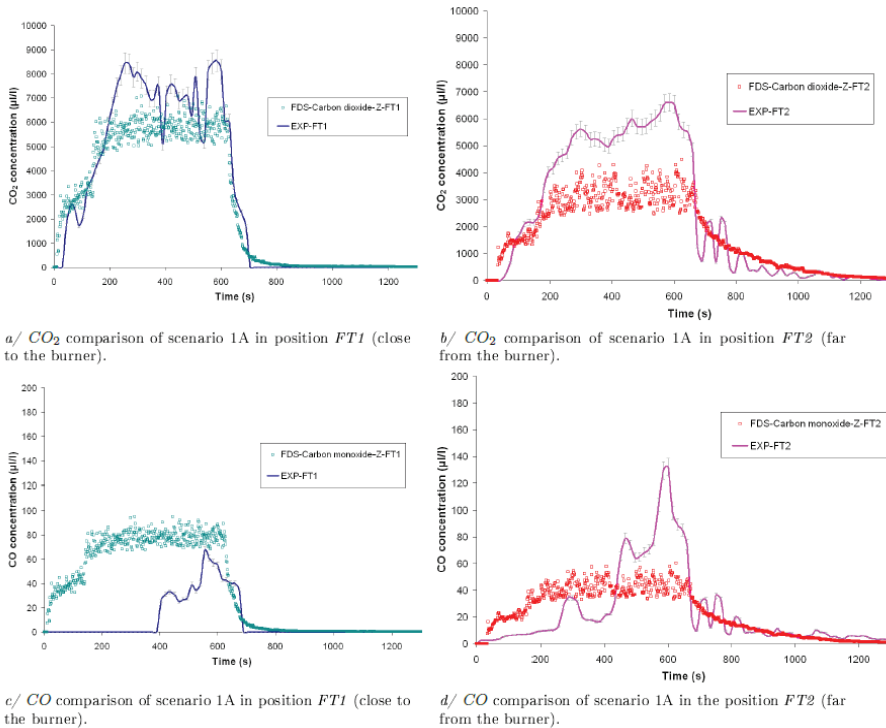 10000
9000
8000
7000
6000
5000
4000
3000
2000
1000
0
CO₂ concentration (µl/l)
0 200 400 600 800 1000 1200
Time (s)
FDS-Carbon dioxide-Z-FT1
EXP-FT1
10000
9000
8000
7000
6000
5000
4000
3000
2000
1000
0
CO₂ concentration (µl/l)
0 200 400 600 800 1000 1200
Time (s)
FDS-Carbon dioxide-Z-FT2
EXP-FT2
a/ CO₂ comparison of scenario 1A in position FT1 (close
to the burner).
b/ CO₂ comparison of scenario 1A in position FT2 (far
from the burner).
200
180
160
140
120
100
80
60
40
20
0
CO concentration (µl/l)
0 200 400 600 800 1000 1200
Time (s)
FDS-Carbon monoxide-Z-FT1
EXP-FT1
200
180
160
140
120
100
80
60
40
20
0
CO concentration (µl/l)
0 200 400 600 800 1000 1200
Time (s)
FDS-Carbon monoxide-Z-FT2
EXP-FT2
c/ CO comparison of scenario 1A in position FT1 (close to
the burner).
d/ CO comparison of scenario 1A in the position FT2 (far
from the burner).